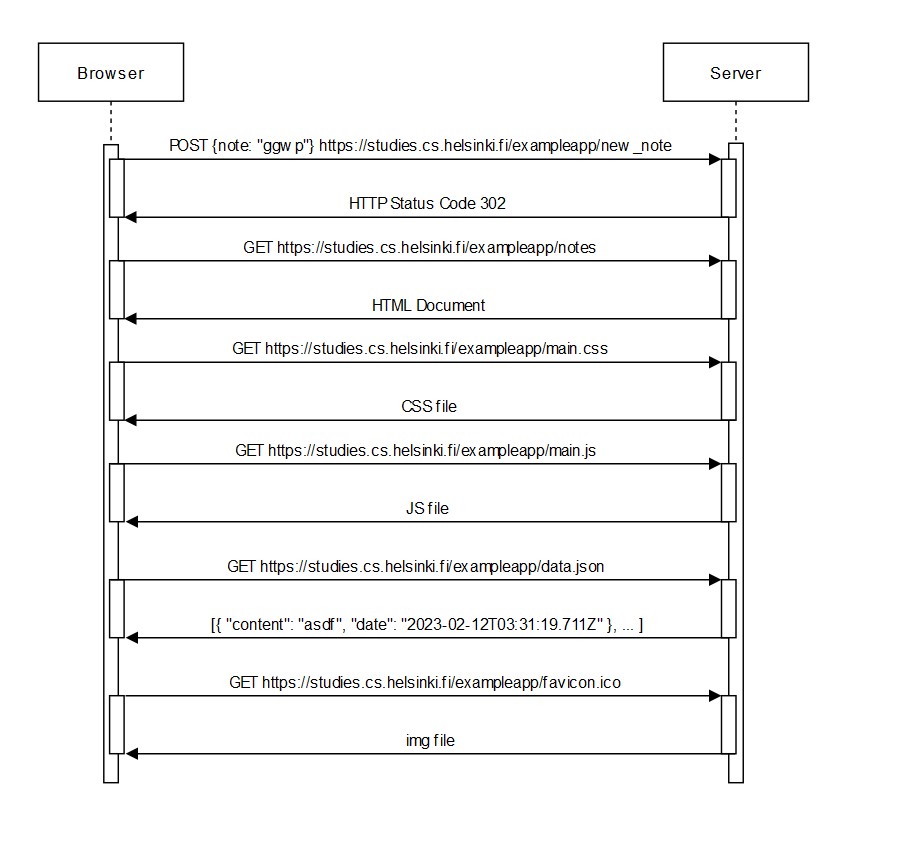 Browser
Server
POST {note: "ggwp"} https://studies.cs.helsinki.fi/exampleapp/new_note
HTTP Status Code 302
GET https://studies.cs.helsinki.fi/exampleapp/notes
HTML Document
GET https://studies.cs.helsinki.fi/exampleapp/main.css
CSS file
GET https://studies.cs.helsinki.fi/exampleapp/main.js
JS file
GET https://studies.cs.helsinki.fi/exampleapp/data.json
[{ "content": "asdf", "date": "2023-02-12T03:31:19.711Z" }, ... ]
GET https://studies.cs.helsinki.fi/exampleapp/favicon.ico
img file